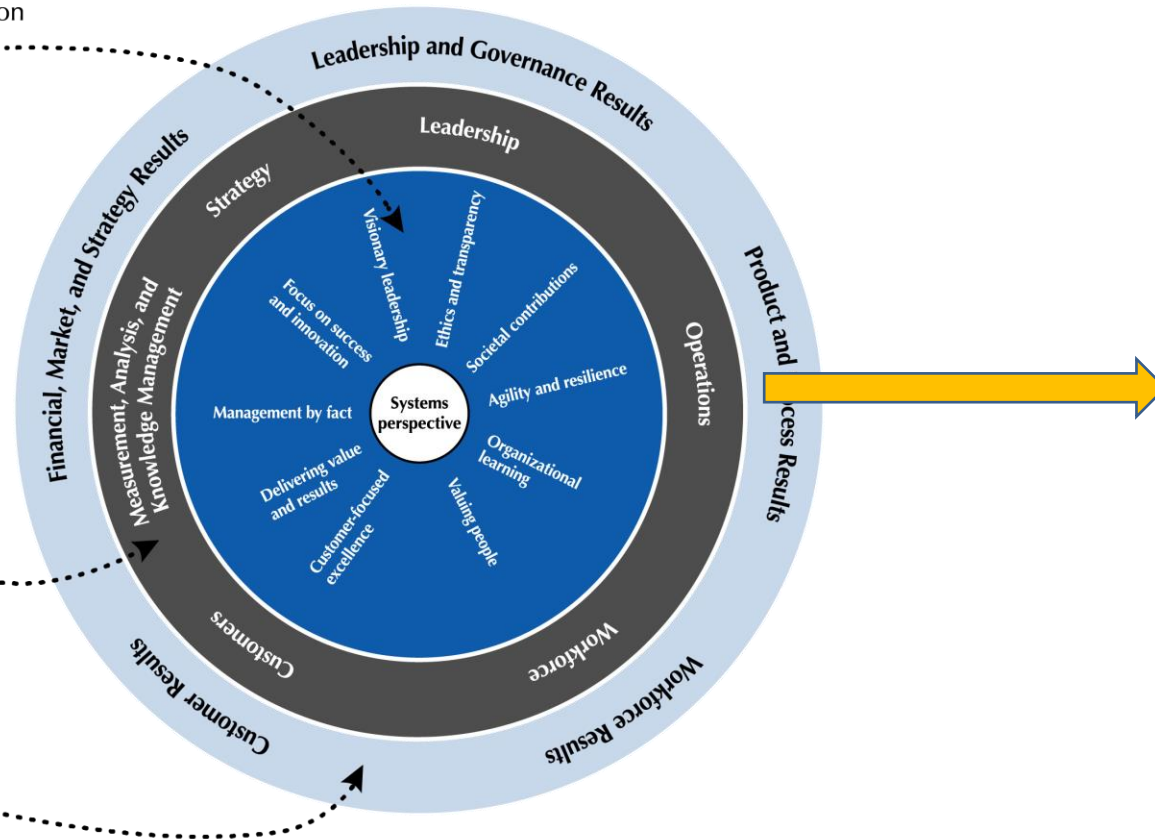 on
Leadership and Governance Results
Financial, Market, and Strategy Results
Product and
Results
Workforce Results
Customer Results
Leadership
Strategy
Measurement, Analysis, and
Knowledge Management
Operations
Workforce
Customers
Visionary leadership
Ethics and transparency
Societal contributions
Agility and resilience
Organizational
learning
Valuing people
Customer-focused
excellence
Delivering value
and results
Management by fact
Focus on success
and innovation
Systems
perspective